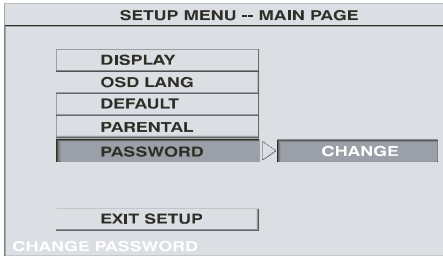 SETUP MENU -- MAIN PAGE
DISPLAY
OSD LANG
DEFAULT
PARENTAL
PASSWORD CHANGE
EXIT SETUP
CHANGE PASSWORD